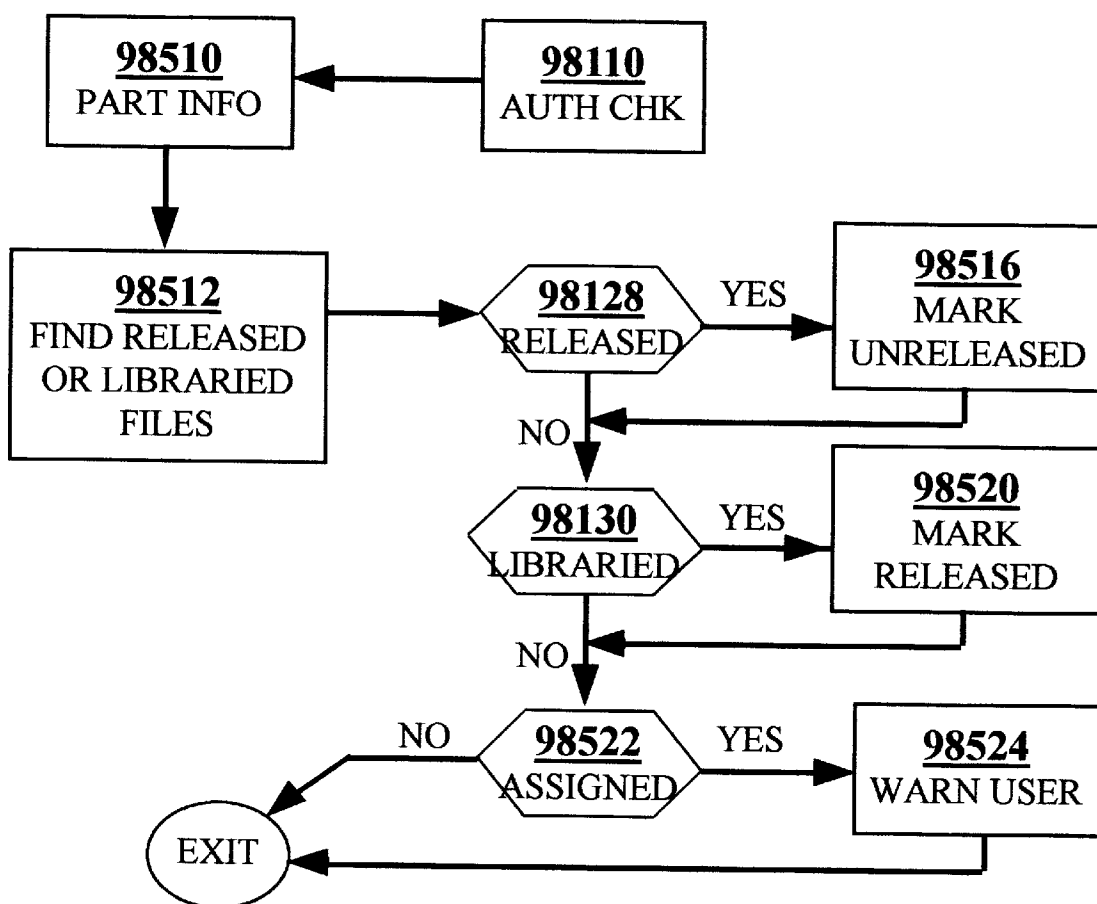 98510
PART INFO
98110
AUTH CHK
98512
FIND RELEASED
OR LIBRARIED
FILES
98128
RELEASED
YES
98516
MARK
UNRELEASED
NO
98130
LIBRARIED
YES
98520
MARK
RELEASED
NO
98522
ASSIGNED
NO
YES
98524
WARN USER
EXIT